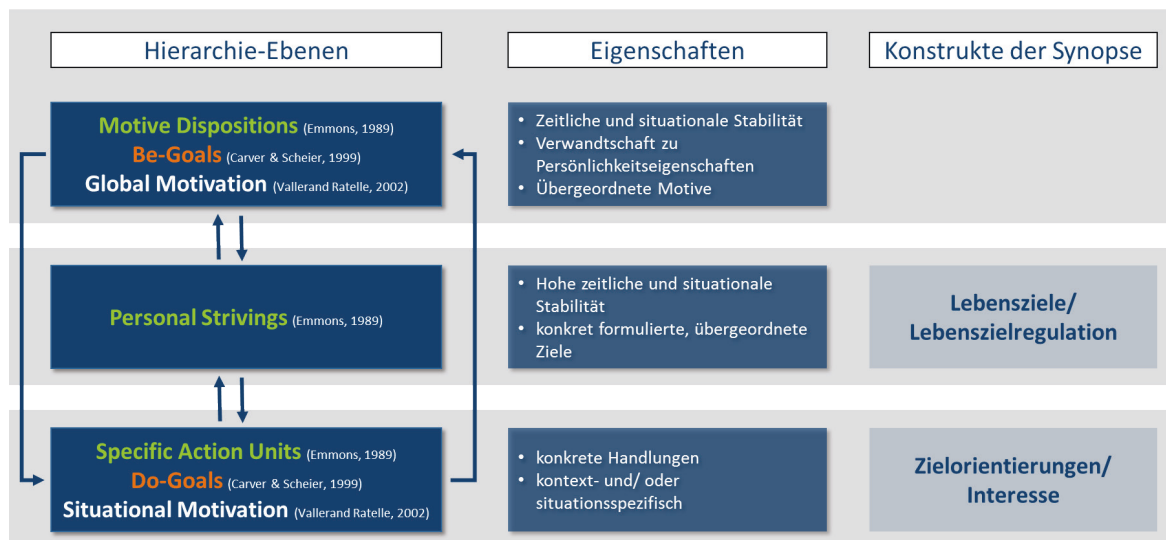 Hierarchie-Ebenen
Eigenschaften
Konstrukte der Synopse
Motive Dispositions (Emmons, 1989)
Be-Goals (Carver & Scheier, 1999)
Global Motivation (Vallerand Ratelle, 2002)
• Zeitliche und situationale Stabilität
• Verwandtschaft zu
Persönlichkeitseigenschaften
• Übergeordnete Motive
Personal Strivings (Emmons, 1989)
• Hohe zeitliche und situationale
Stabilität
• konkret formulierte, übergeordnete
Ziele
Lebensziele/
Lebenszielregulation
Specific Action Units (Emmons, 1989)
Do-Goals (Carver & Scheier, 1999)
Situational Motivation (Vallerand Ratelle, 2002)
• konkrete Handlungen
• kontext- und/ oder
situationsspezifisch
Zielorientierungen/
Interesse